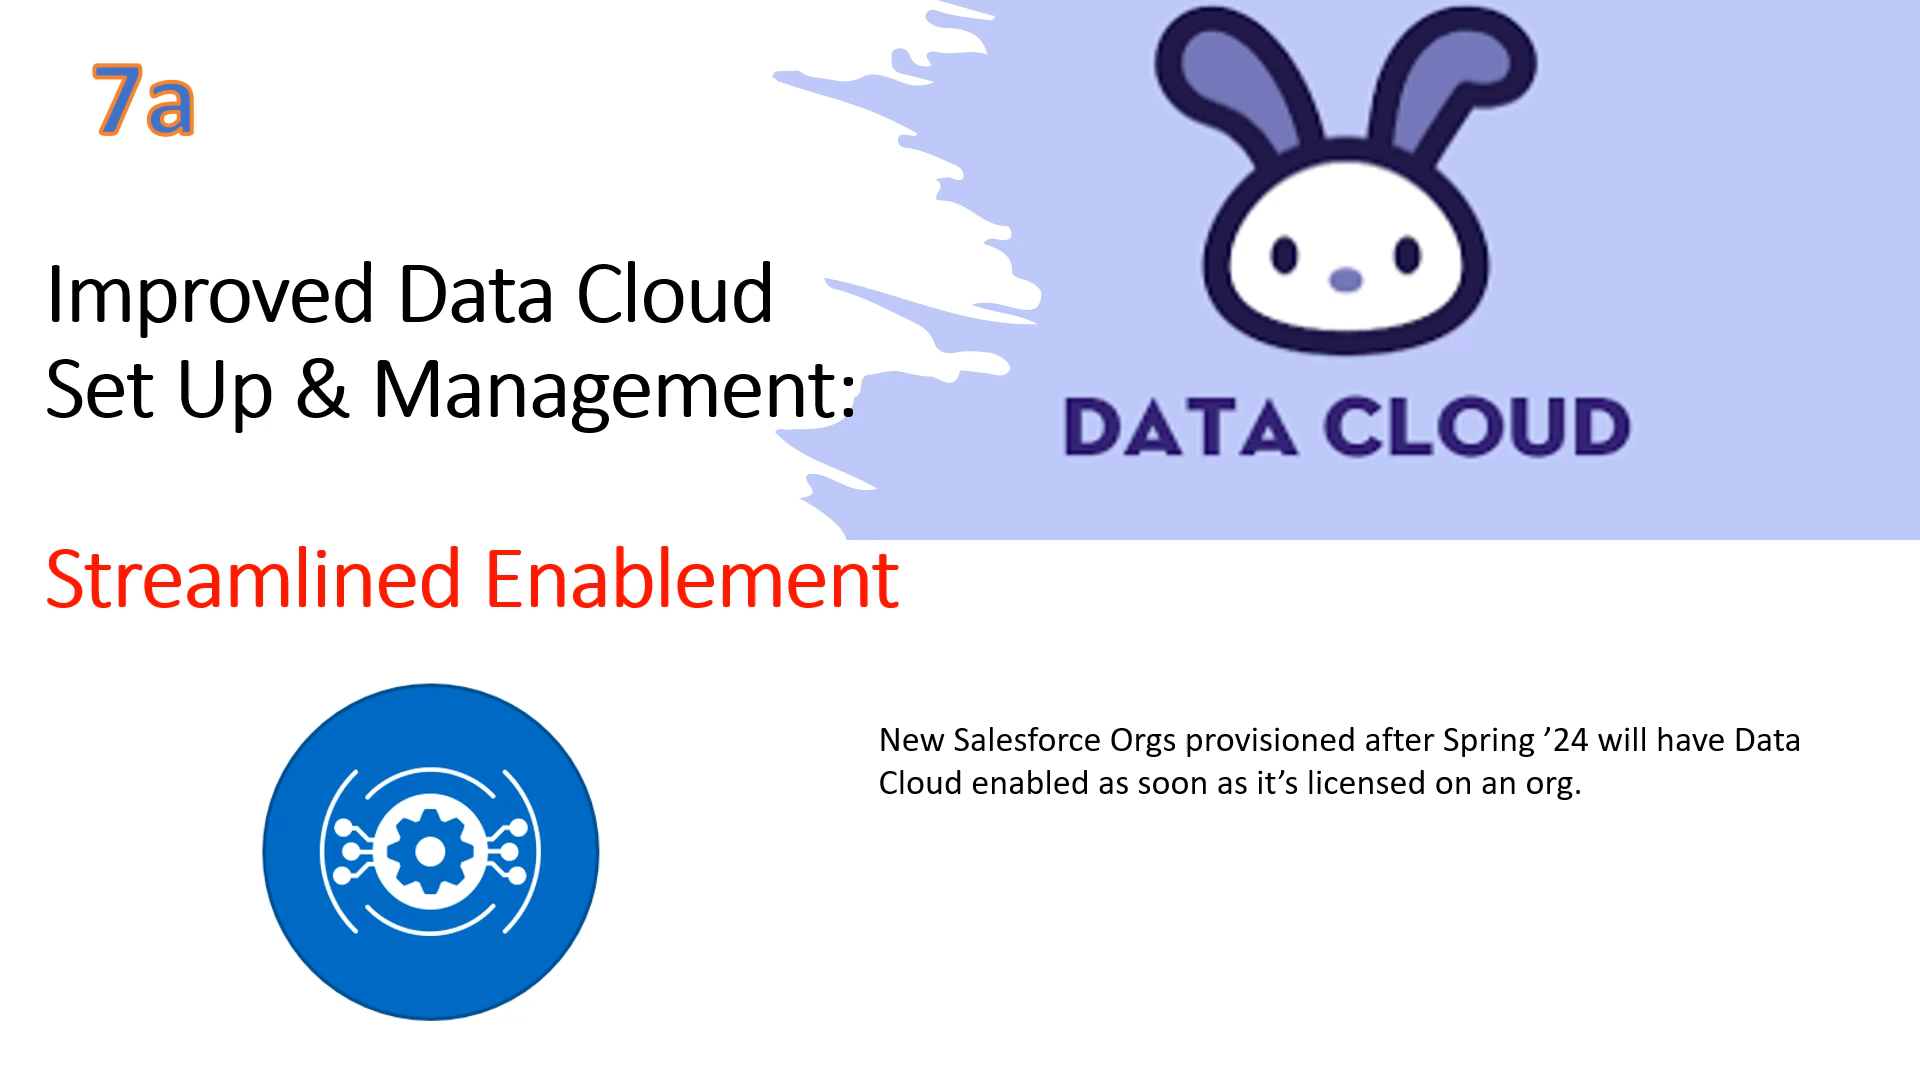 7a
Improved Data Cloud
Set Up & Management:
Streamlined Enablement
DATA CLOUD
New Salesforce Orgs provisioned after Spring ’24 will have Data
Cloud enabled as soon as it’s licensed on an org.